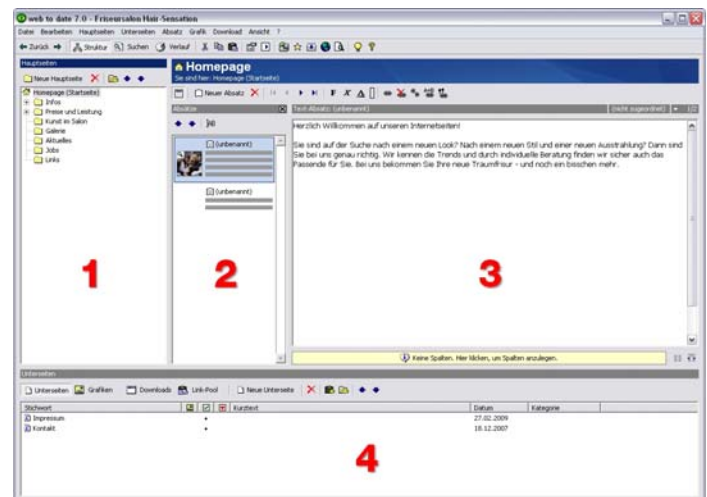 web to date 7.0 - Friseursalon Hair-Sensation
Datei Bearbeiten Hauptseiten Unterseiten Absatz Grafik Download Ansicht ?
Zurück Struktur Suchen Verlauf
Hauptseiten
Neue Hauptseite
Homepage (Startseite)
Infos
Preise und Leistung
Kunst im Salon
Galerie
Aktuelles
Jobs
Links
1
Homepage
Sie sind hier: Homepage (Startseite)
Neuer Absatz
Absätze
(unbenannt)
(unbenannt)
2
Text-Absatz: (unbenannt) (nicht zugeordnet) 1/2
Herzlich Willkommen auf unseren Internetseiten!
Sie sind auf der Suche nach einem neuen Look? Nach einem neuen Stil und einer neuen Ausstrahlung? Dann sind
Sie bei uns genau richtig. Wir kennen die Trends und durch individuelle Beratung finden wir sicher auch das
Passende für Sie. Bei uns bekommen Sie Ihre neue Traumfrisur - und noch ein bisschen mehr.
3
Keine Spalten. Hier klicken, um Spalten anzulegen.
Unterseiten
Unterseiten Grafiken Downloads Link-Pool Neue Unterseite
Stichwort Kurztext Datum Kategorie
Impressum 27.02.2009
Kontakt 18.12.2007
4